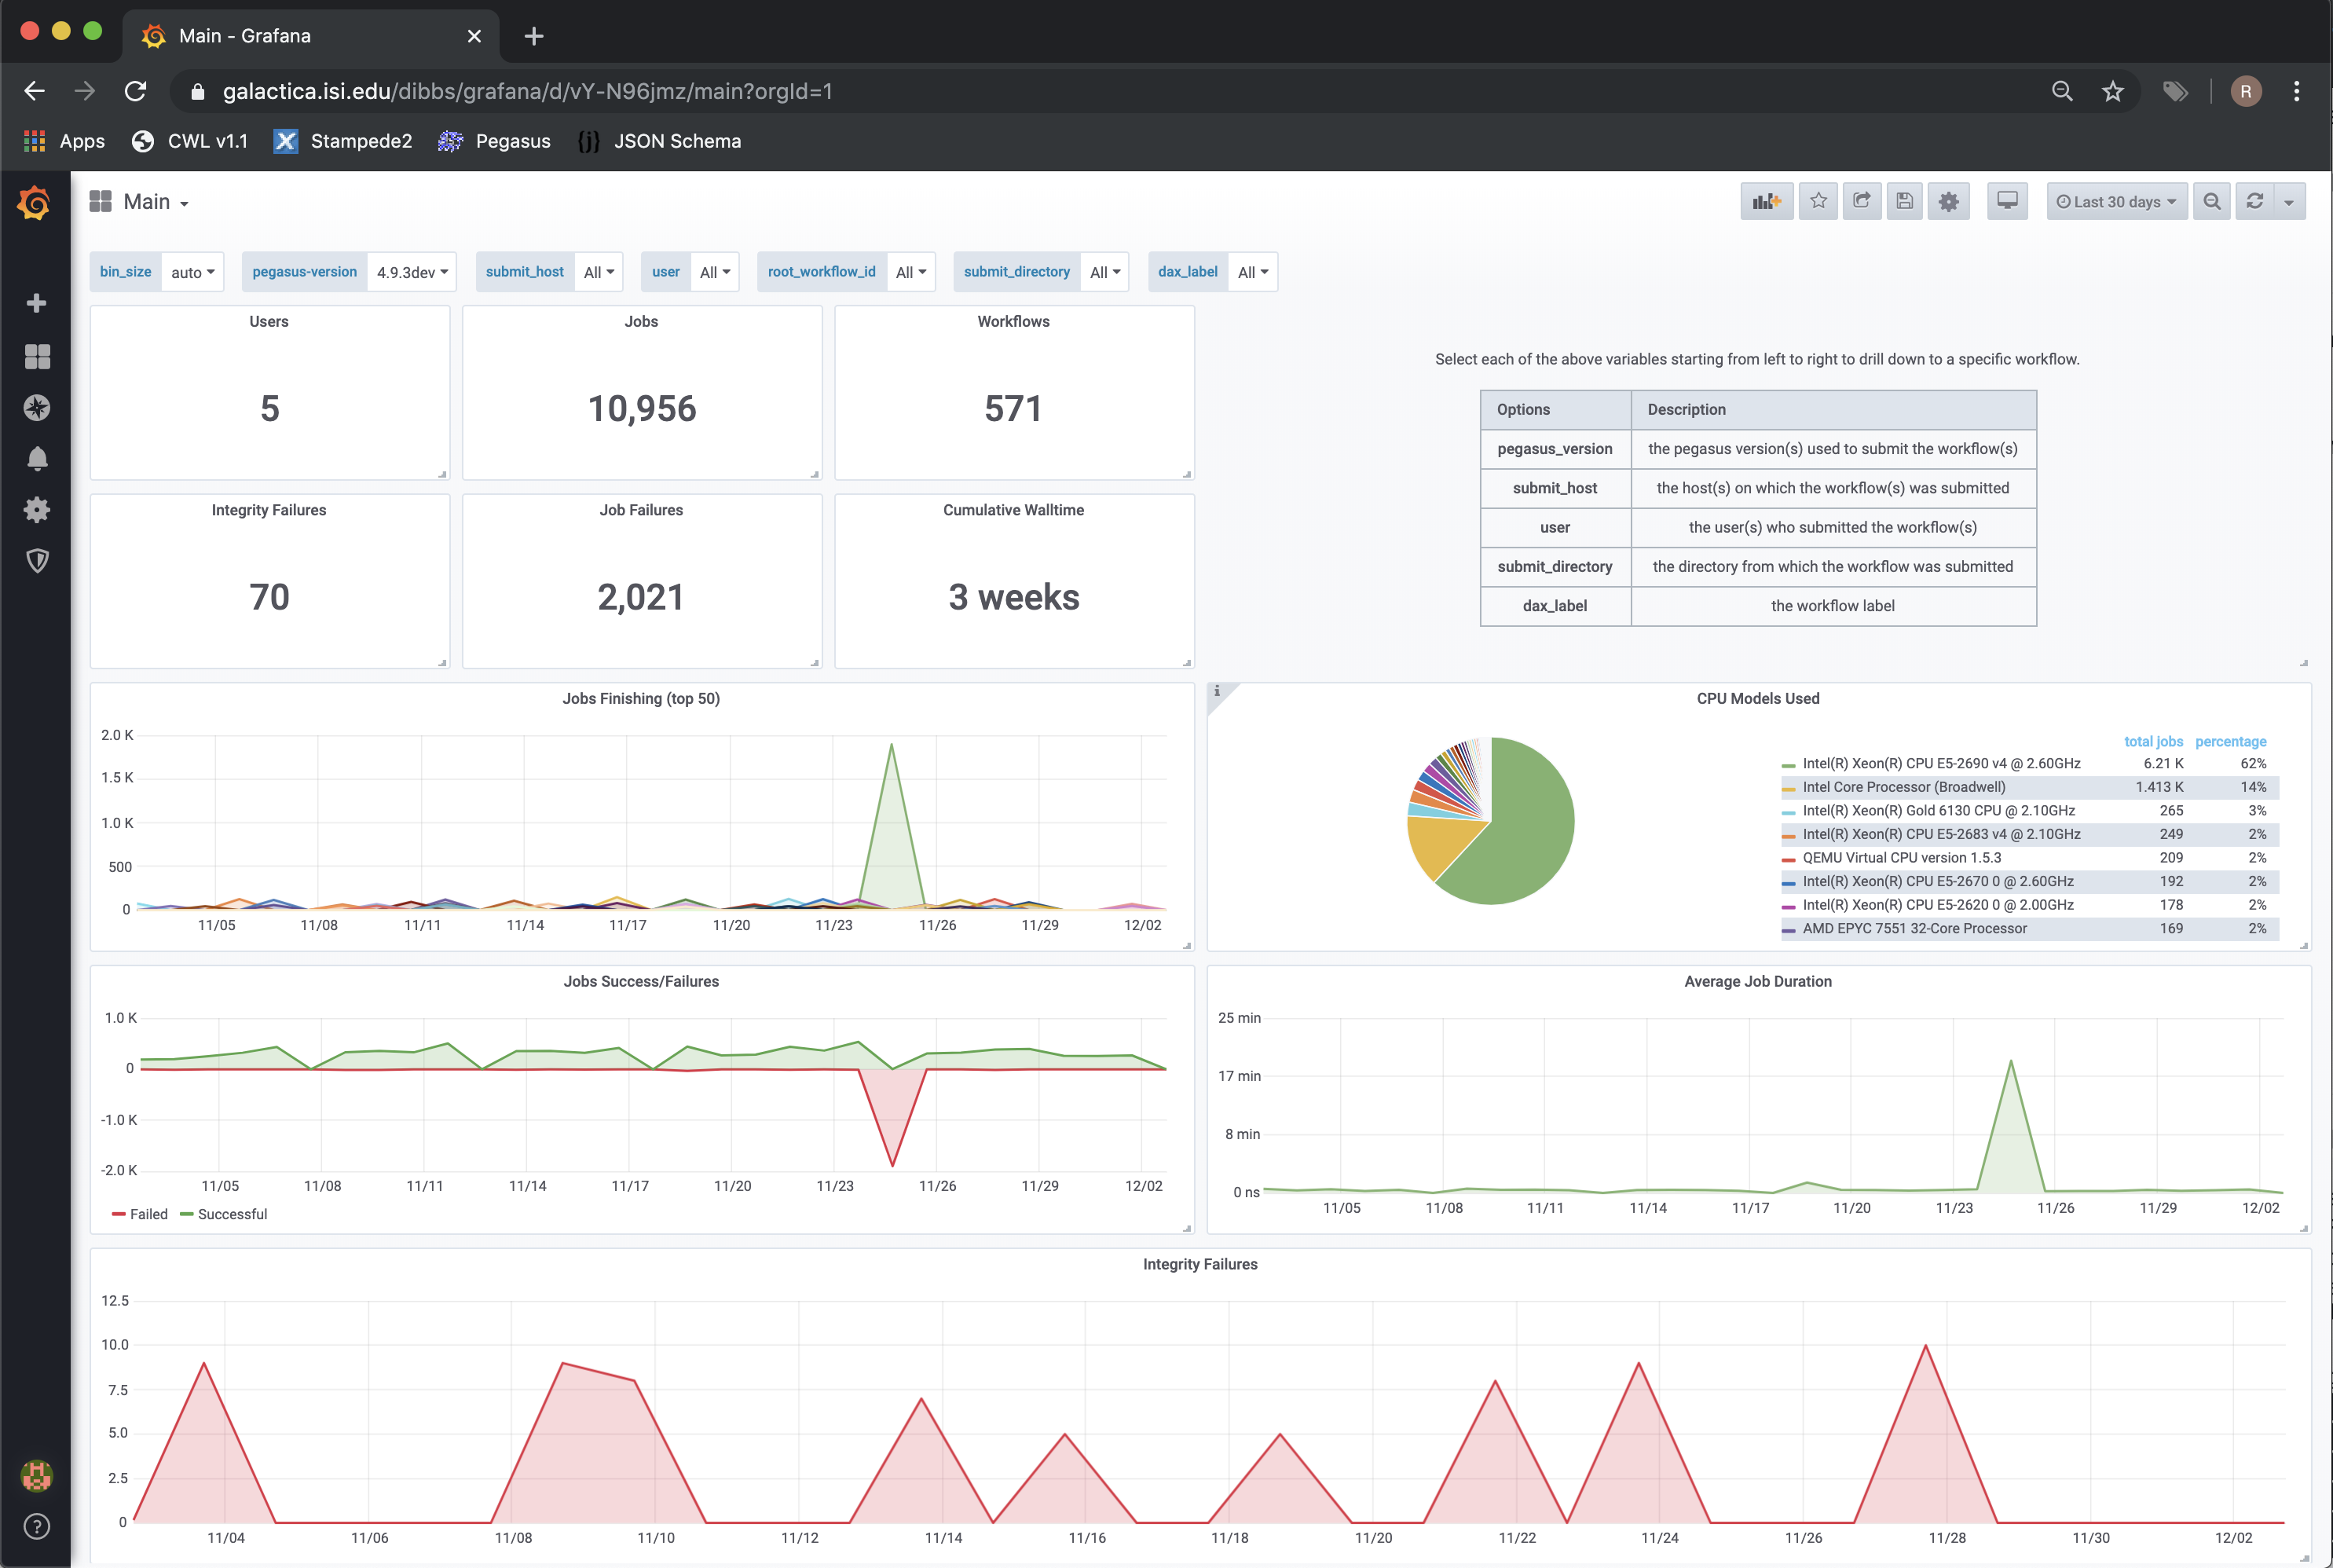 Main - Grafana
galactica.isi.edu/dibbs/grafana/d/vY-N96jmz/main?orgId=1
R
Apps CWL v1.1 Stampede2 Pegasus {j} JSON Schema
Main
Last 30 days
bin_size auto pegasus-version 4.9.3dev submit_host All user All root_workflow_id All submit_directory All dax_label All
Users
5
Jobs
10,956
Workflows
571
Select each of the above variables starting from left to right to drill down to a specific workflow.
Options Description
pegasus_version the pegasus version(s) used to submit the workflow(s)
submit_host the host(s) on which the workflow(s) was submitted
user the user(s) who submitted the workflow(s)
submit_directory the directory from which the workflow was submitted
dax_label the workflow label
Integrity Failures
70
Job Failures
2,021
Cumulative Walltime
3 weeks
Jobs Finishing (top 50)
2.0 K
1.5 K
1.0 K
500
0
11/05 11/08 11/11 11/14 11/17 11/20 11/23 11/26 11/29 12/02
i
CPU Models Used
total jobs percentage
Intel(R) Xeon(R) CPU E5-2690 v4 @ 2.60GHz 6.21 K 62%
Intel Core Processor (Broadwell) 1.413 K 14%
Intel(R) Xeon(R) Gold 6130 CPU @ 2.10GHz 265 3%
Intel(R) Xeon(R) CPU E5-2683 v4 @ 2.10GHz 249 2%
QEMU Virtual CPU version 1.5.3 209 2%
Intel(R) Xeon(R) CPU E5-2670 0 @ 2.60GHz 192 2%
Intel(R) Xeon(R) CPU E5-2620 0 @ 2.00GHz 178 2%
AMD EPYC 7551 32-Core Processor 169 2%
Jobs Success/Failures
1.0 K
0
-1.0 K
-2.0 K
11/05 11/08 11/11 11/14 11/17 11/20 11/23 11/26 11/29 12/02
Failed Successful
Average Job Duration
25 min
17 min
8 min
0 ns
11/05 11/08 11/11 11/14 11/17 11/20 11/23 11/26 11/29 12/02
Integrity Failures
12.5
10.0
7.5
5.0
2.5
0
11/04 11/06 11/08 11/10 11/12 11/14 11/16 11/18 11/20 11/22 11/24 11/26 11/28 11/30 12/02